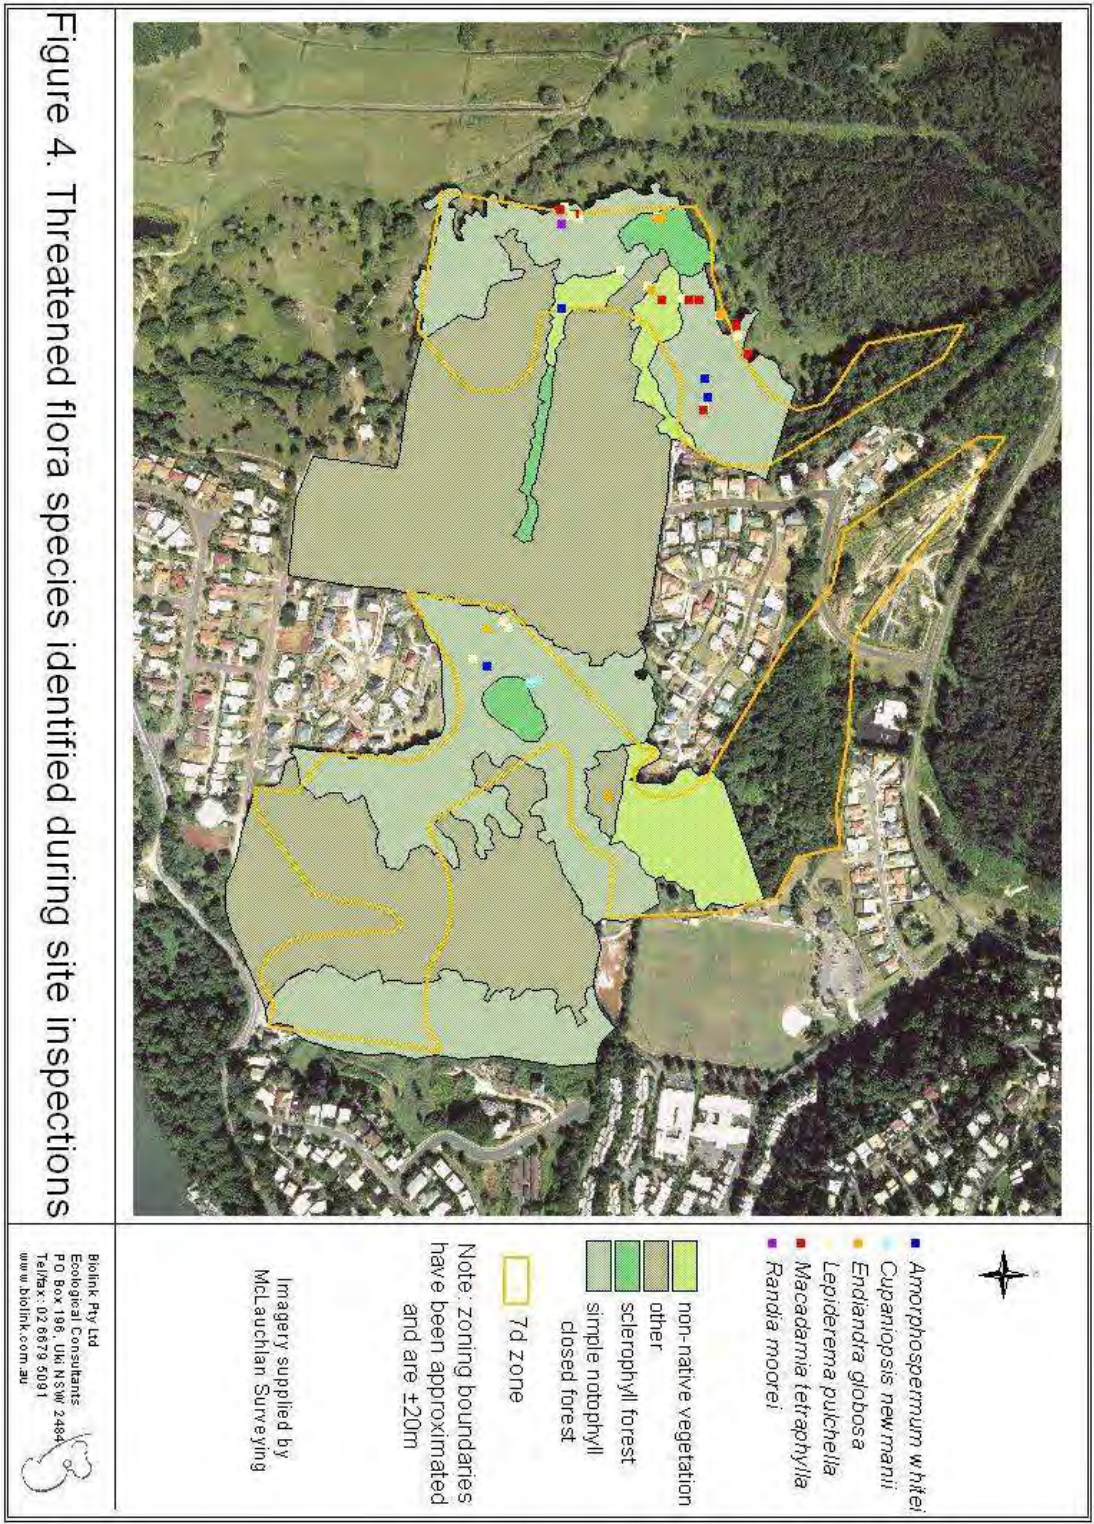 Amorphospermum whitei
Cupaniopsis newmanii
Endiandra globosa
Lepiderema pulchella
Macadamia tetraphylla
Randia moorei
non-native vegetation
other
sclerophyll forest
simple notophyll
closed forest
7d zone
Note: zoning boundaries
have been approximated
and are ±20m
Imagery supplied by
McLauchlan Surveying
Figure 4. Threatened flora species identified during site inspections
Biolink Pty Ltd
Ecological Consultants
PO Box 196, Uki NSW 2484
Tel/fax: 02 6679 5091
www.biolink.com.au